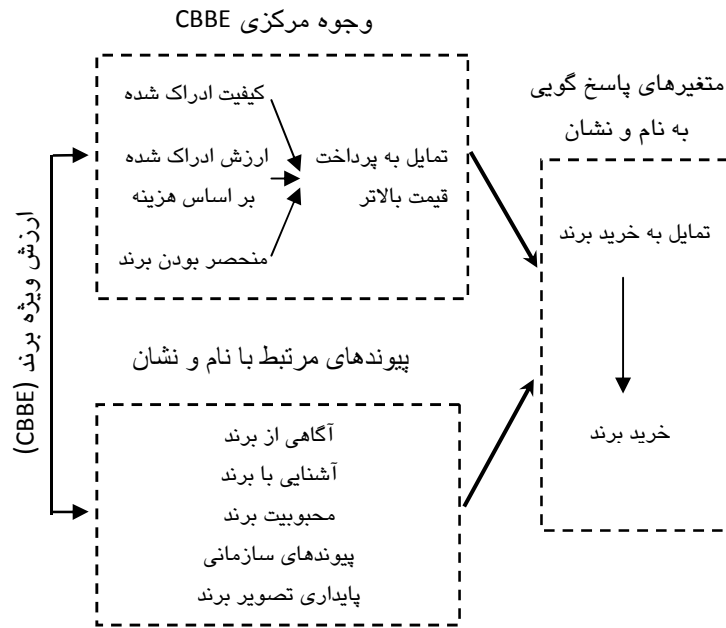 وجوه مرکزی CBBE
کیفیت ادراک شده
ارزش ادراک شده
بر اساس هزینه
منحصر بودن برند
تمایل به پرداخت
قیمت بالاتر
متغیرهای پاسخ گویی
به نام و نشان
تمایل به خرید برند
خرید برند
ارزش ویژه برند (CBBE)
پیوندهای مرتبط با نام و نشان
آگاهی از برند
آشنایی با برند
محبوبیت برند
پیوندهای سازمانی
پایداری تصویر برند